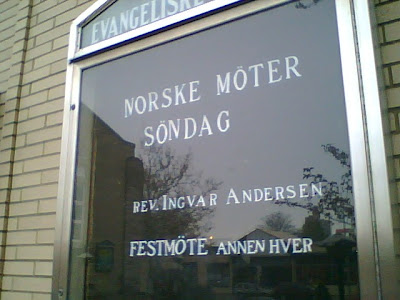 EVANGELISKE
NORSKE MÖTER
SÖNDAG
REV. INGVAR ANDERSEN
FESTMÖTE ANNEN HVER